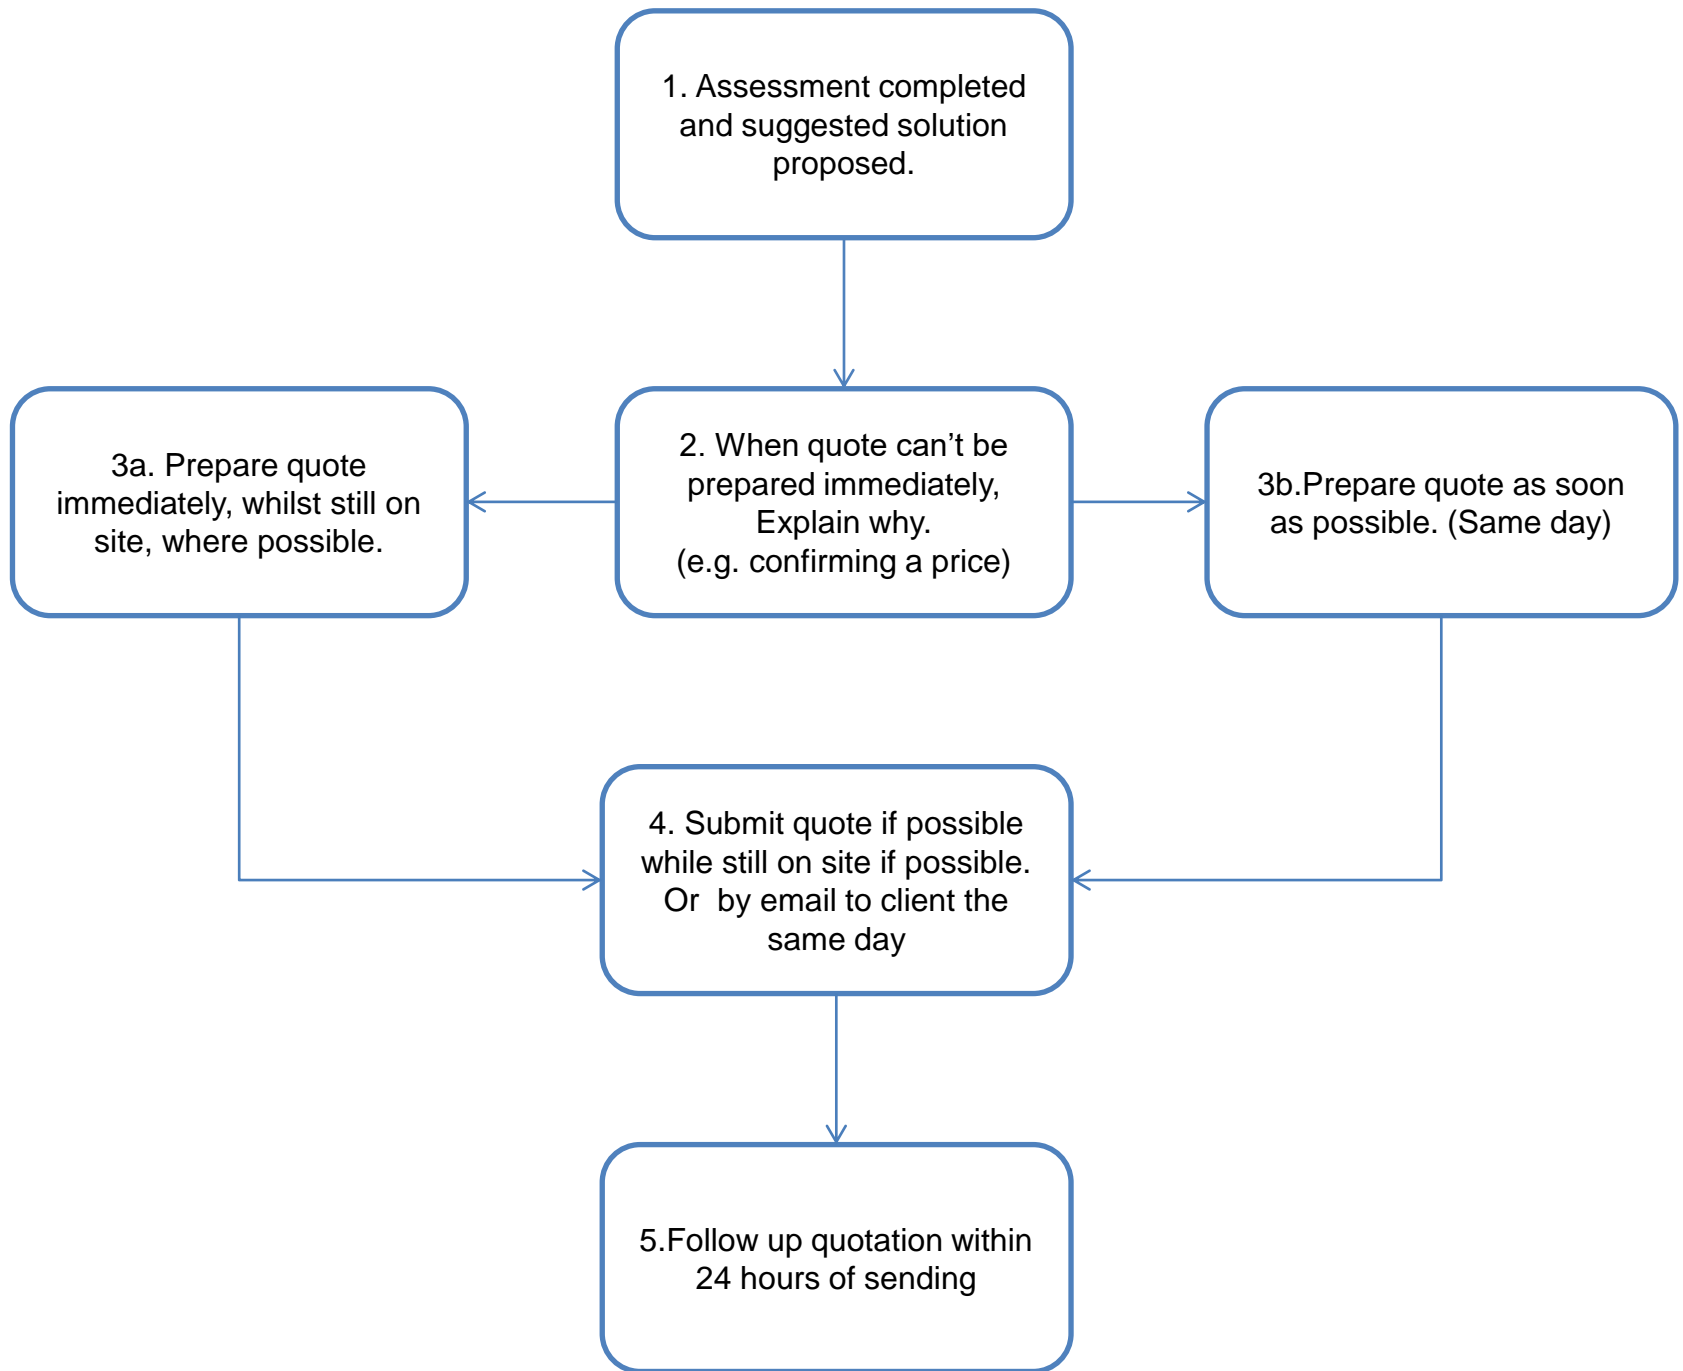 1. Assessment completed
and suggested solution
proposed.
3a. Prepare quote
immediately, whilst still on
site, where possible.
2. When quote can’t be
prepared immediately,
Explain why.
(e.g. confirming a price)
3b.Prepare quote as soon
as possible. (Same day)
4. Submit quote if possible
while still on site if possible.
Or  by email to client the
same day
5.Follow up quotation within
24 hours of sending